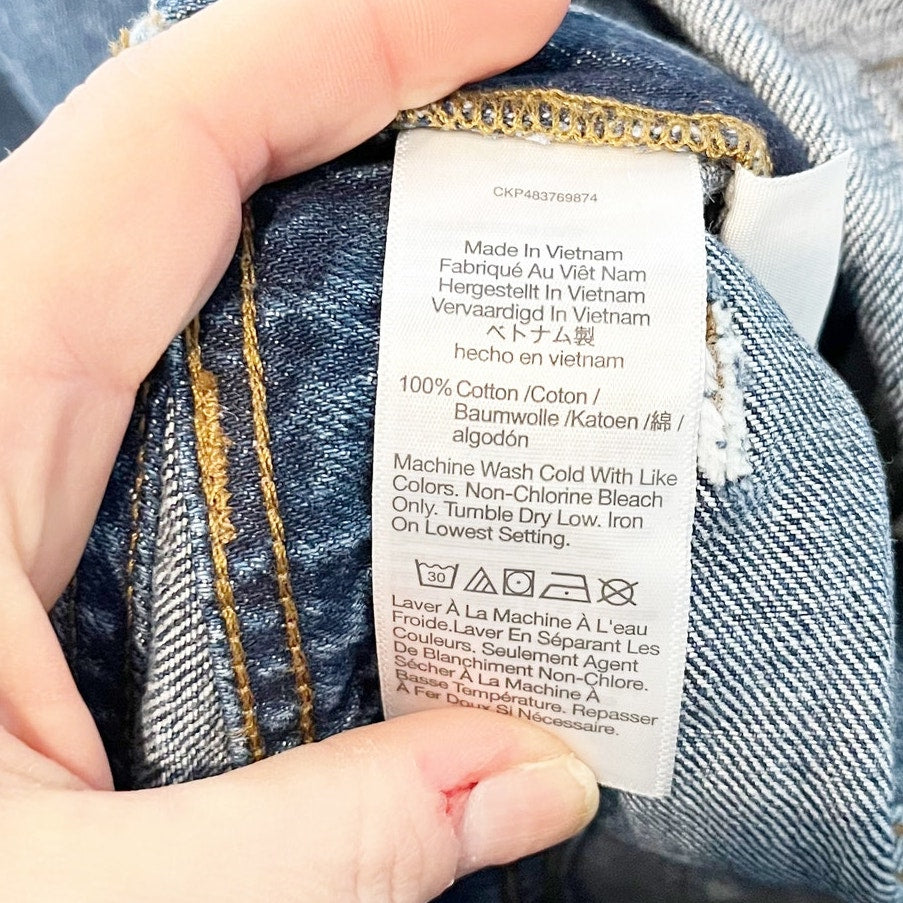 CKP483769874
Made In Vietnam
Fabriqué Au Viêt Nam
Hergestellt In Vietnam
Vervaardigd In Vietnam
ベトナム製
hecho en vietnam
100% Cotton /Coton /
Baumwolle /Katoen /綿 /
algodón
Machine Wash Cold With Like
Colors. Non-Chlorine Bleach
Only. Tumble Dry Low. Iron
On Lowest Setting.
30
Laver À La Machine À L'eau
Froide.Laver En Séparant Les
Couleurs. Seulement Agent
De Blanchiment Non-Chlore.
Sécher À La Machine À
Basse Température. Repasser
À Fer Doux Si Nécessaire.